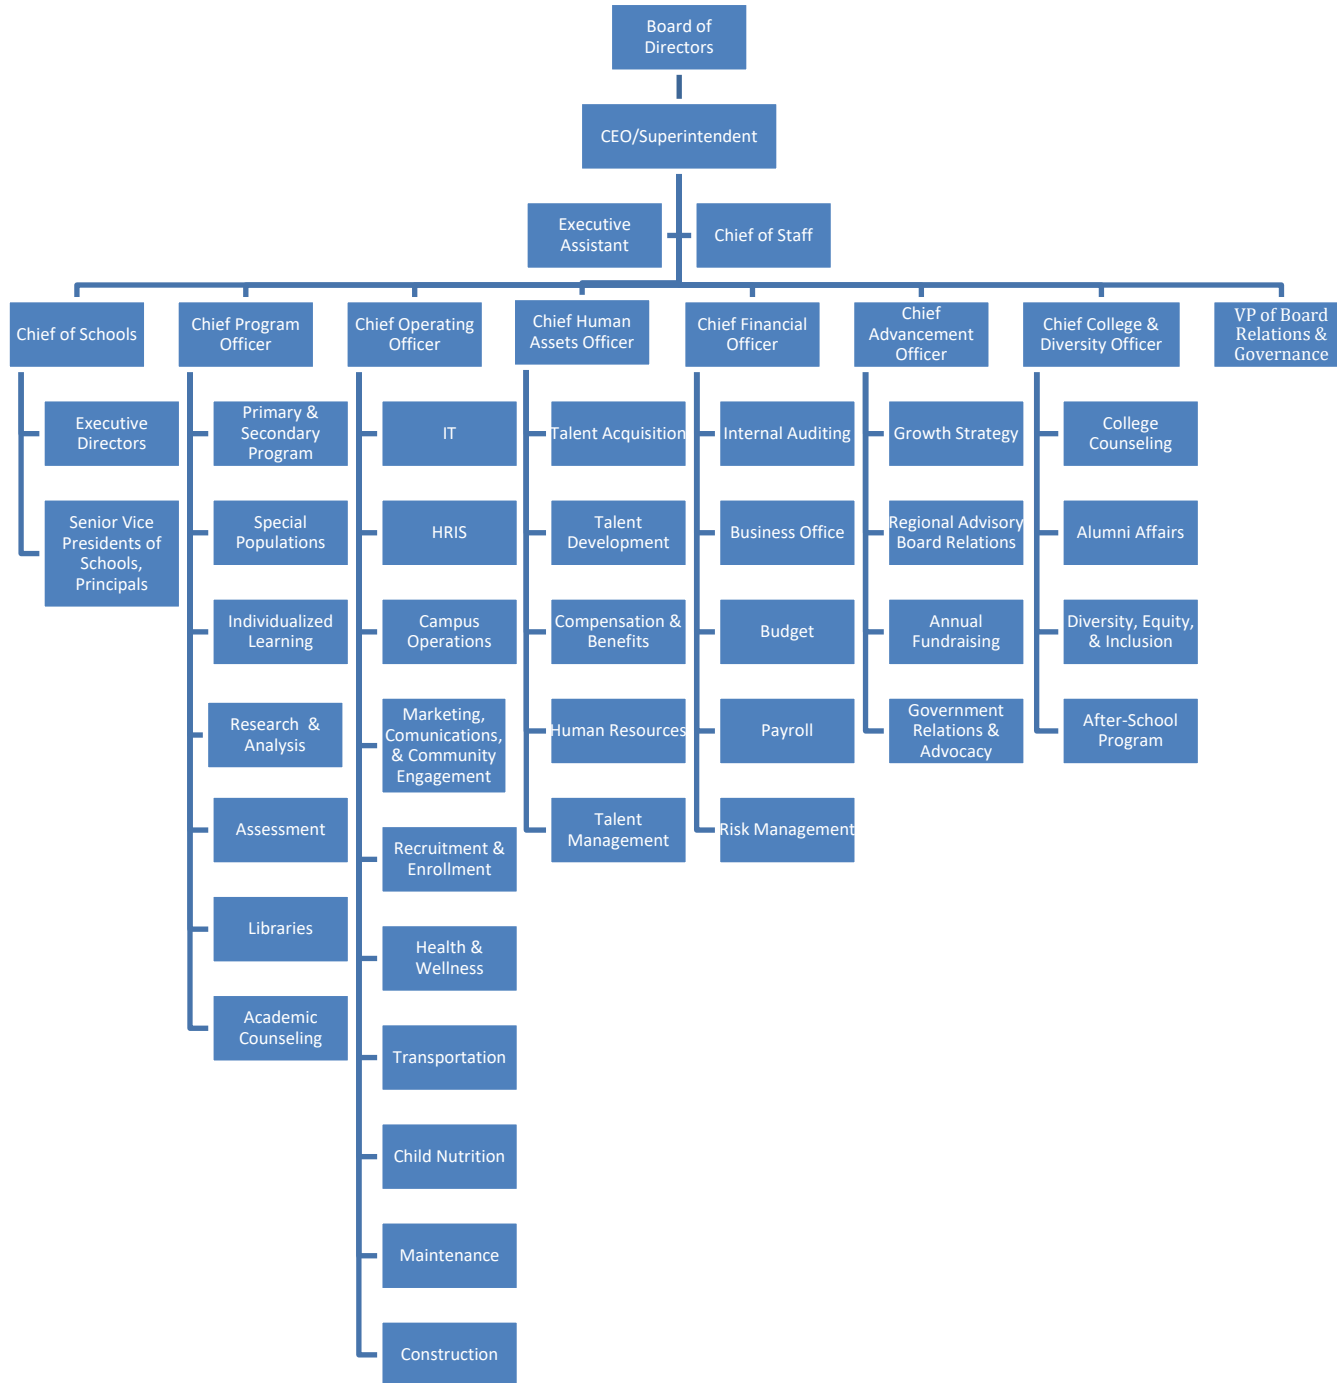 Board of
Directors
CEO/Superintendent
Executive
Assistant
Chief of Staff
Chief of Schools
Chief Program
Officer
Chief Operating
Officer
Chief Human
Assets Officer
Chief Financial
Officer
Chief
Advancement
Officer
Chief College &
Diversity Officer
VP of Board
Relations &
Governance
Executive
Directors
Senior Vice
Presidents of
Schools,
Principals
Primary &
Secondary
Program
Special
Populations
Individualized
Learning
Research  &
Analysis
Assessment
Libraries
Academic
Counseling
IT
HRIS
Campus
Operations
Marketing,
Comunications,
& Community
Engagement
Recruitment &
Enrollment
Health &
Wellness
Transportation
Child Nutrition
Maintenance
Construction
Talent Acquisition
Talent
Development
Compensation &
Benefits
Human Resources
Talent
Management
Internal Auditing
Business Office
Budget
Payroll
Risk Management
Growth Strategy
Regional Advisory
Board Relations
Annual
Fundraising
Government
Relations &
Advocacy
College
Counseling
Alumni Affairs
Diversity, Equity,
& Inclusion
After-School
Program